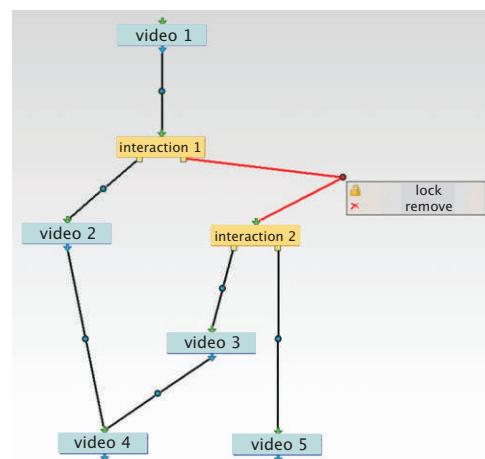 video 1
interaction 1
lock
remove
video 2
interaction 2
video 3
video 4
video 5